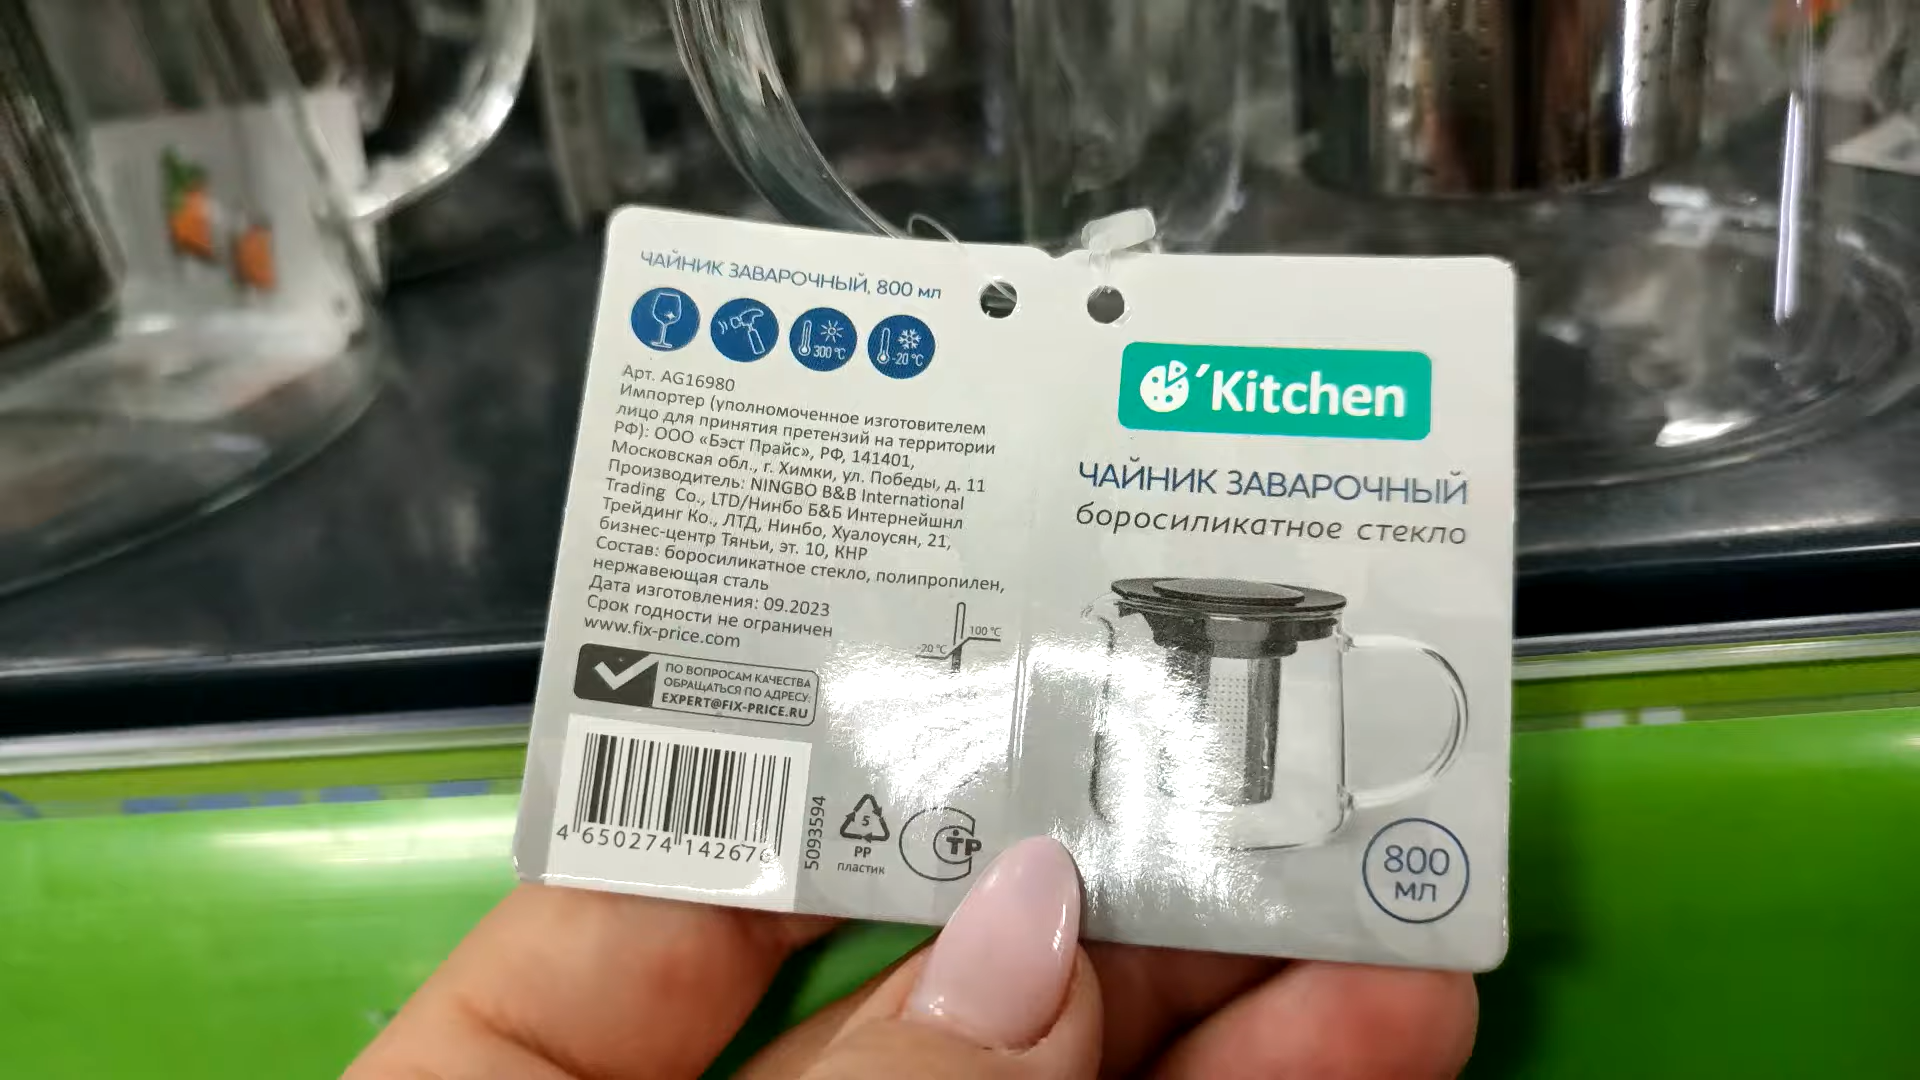 ЧАЙНИК ЗАВАРОЧНЫЙ, 800 мл
300 °C
-20 °C
Арт. AG16980
Импортер (уполномоченное изготовителем
лицо для принятия претензий на территории
РФ): ООО «Бэст Прайс», РФ, 141401,
Московская обл., г. Химки, ул. Победы, д. 11
Производитель: NINGBO B&B International
Trading Co., LTD/Нинбо Б&Б Интернейшнл
Трейдинг Ко., ЛТД, Нинбо, Хуалоусян, 21,
бизнес-центр Тяньи, эт. 10, КНР
Состав: боросиликатное стекло, полипропилен,
нержавеющая сталь
Дата изготовления: 09.2023
Срок годности не ограничен
www.fix-price.com
100 °C
-20 °C
ПО ВОПРОСАМ КАЧЕСТВА
ОБРАЩАТЬСЯ ПО АДРЕСУ:
EXPERT@FIX-PRICE.RU
4 650274 14267
5093594
5
PP
пластик
ТР
'Kitchen
ЧАЙНИК ЗАВАРОЧНЫЙ
боросиликатное стекло
800
мл